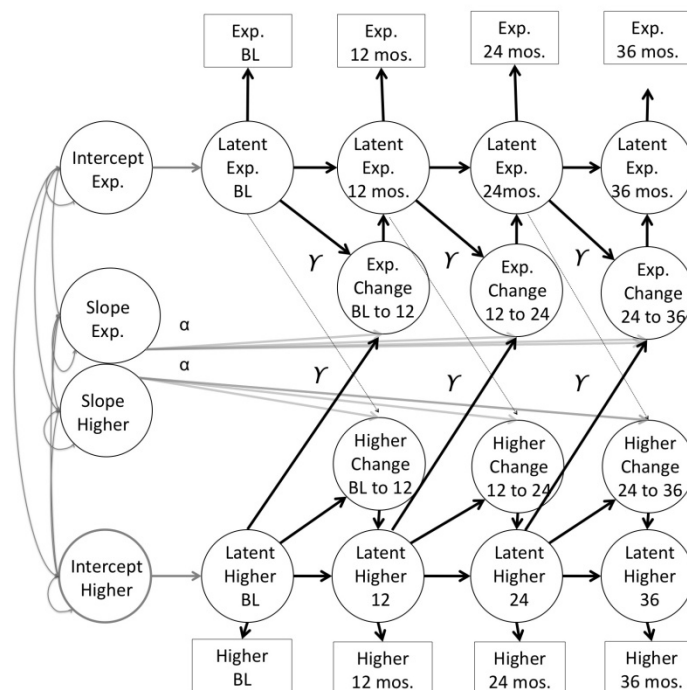 Exp.
BL
Exp.
12 mos.
Exp.
24 mos.
Exp.
36 mos.
Intercept
Exp.
Latent
Exp.
BL
Latent
Exp.
12 mos.
Latent
Exp.
24mos.
Latent
Exp.
36 mos.
ϒ
ϒ
ϒ
Exp.
Change
BL to 12
Exp.
Change
12 to 24
Exp.
Change
24 to 36
Slope
Exp.
α
α
Slope
Higher
ϒ
ϒ
ϒ
Higher
Change
BL to 12
Higher
Change
12 to 24
Higher
Change
24 to 36
Intercept
Higher
Latent
Higher
BL
Latent
Higher
12
Latent
Higher
24
Latent
Higher
36
Higher
BL
Higher
12 mos.
Higher
24 mos.
Higher
36 mos.